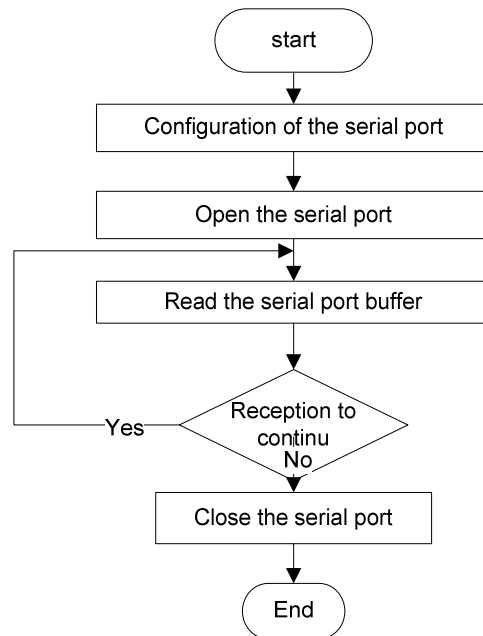 start
Configuration of the serial port
Open the serial port
Read the serial port buffer
Reception to
continu
Yes
No
Close the serial port
End